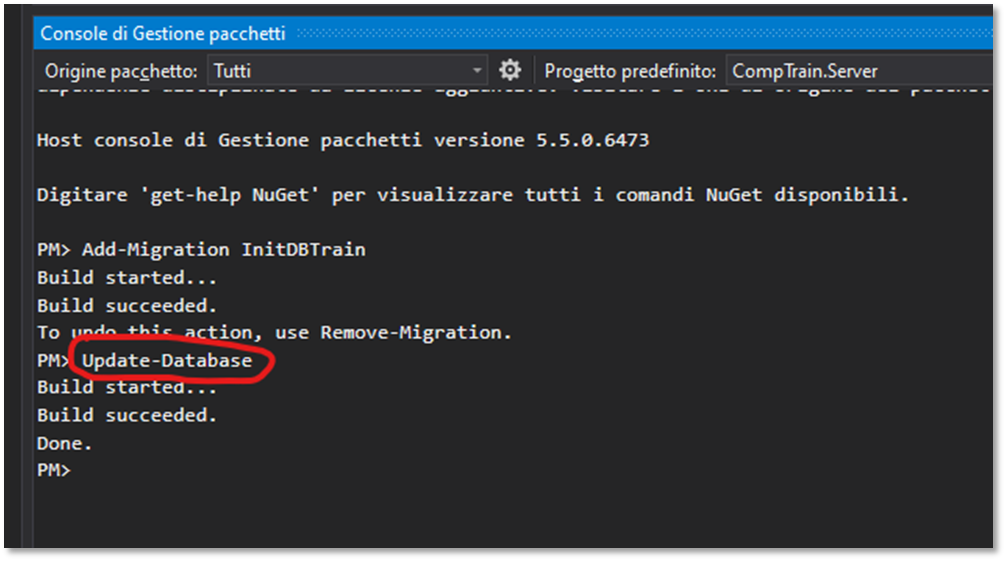 Console di Gestione pacchetti
Origine pacchetto: Tutti Progetto predefinito: CompTrain.Server
Host console di Gestione pacchetti versione 5.5.0.6473
Digitare 'get-help NuGet' per visualizzare tutti i comandi NuGet disponibili.
PM> Add-Migration InitDBTrain
Build started...
Build succeeded.
To undo this action, use Remove-Migration.
PM> Update-Database
Build started...
Build succeeded.
Done.
PM>